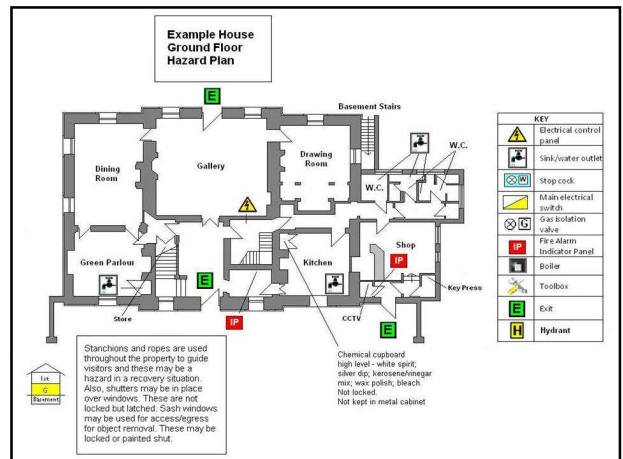 Example House
Ground Floor
Hazard Plan
E
Basement Stairs
Dining
Room
Gallery
Drawing
Room
W.C.
W.C.
Green Parlour
Store
E
IP
Kitchen
Shop
IP
CCTV
E
Key Press
KEY
Electrical control
panel
Sink/water outlet
W
Stop cock
Main electrical
switch
G
Gas isolation
valve
IP
Fire Alarm
Indicator Panel
Boiler
Toolbox
E
Exit
H
Hydrant
1st
G
Basement
Stanchions and ropes are used
throughout the property to guide
visitors and these may be a
hazard in a recovery situation.
Also, shutters may be in place
over windows. These are not
locked but latched. Sash windows
may be used for access/egress
for object removal. These may be
locked or painted shut.
Chemical cupboard
high level - white spirit;
silver dip; kerosene/vinegar
mix; wax polish; bleach.
Not locked.
Not kept in metal cabinet